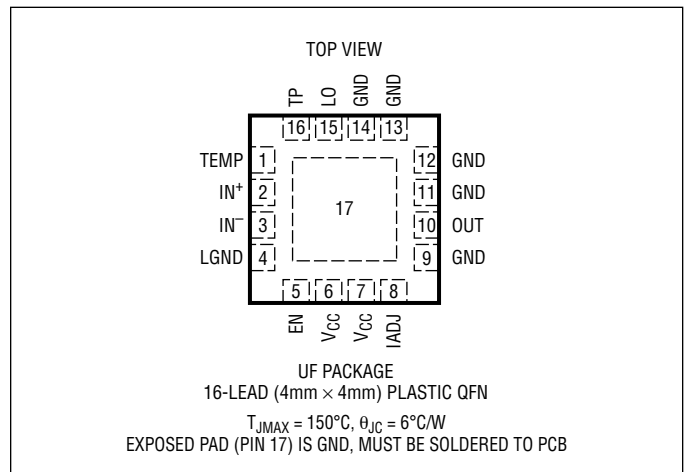 TOP VIEW
TP LO GND GND
16 15 14 13
TEMP 1
IN⁺ 2
IN⁻ 3
LGND 4
17
12 GND
11 GND
10 OUT
9 GND
5 6 7 8
EN VCC VCC IADJ
UF PACKAGE
16-LEAD (4mm × 4mm) PLASTIC QFN
TJMAX = 150°C, θJC = 6°C/W
EXPOSED PAD (PIN 17) IS GND, MUST BE SOLDERED TO PCB